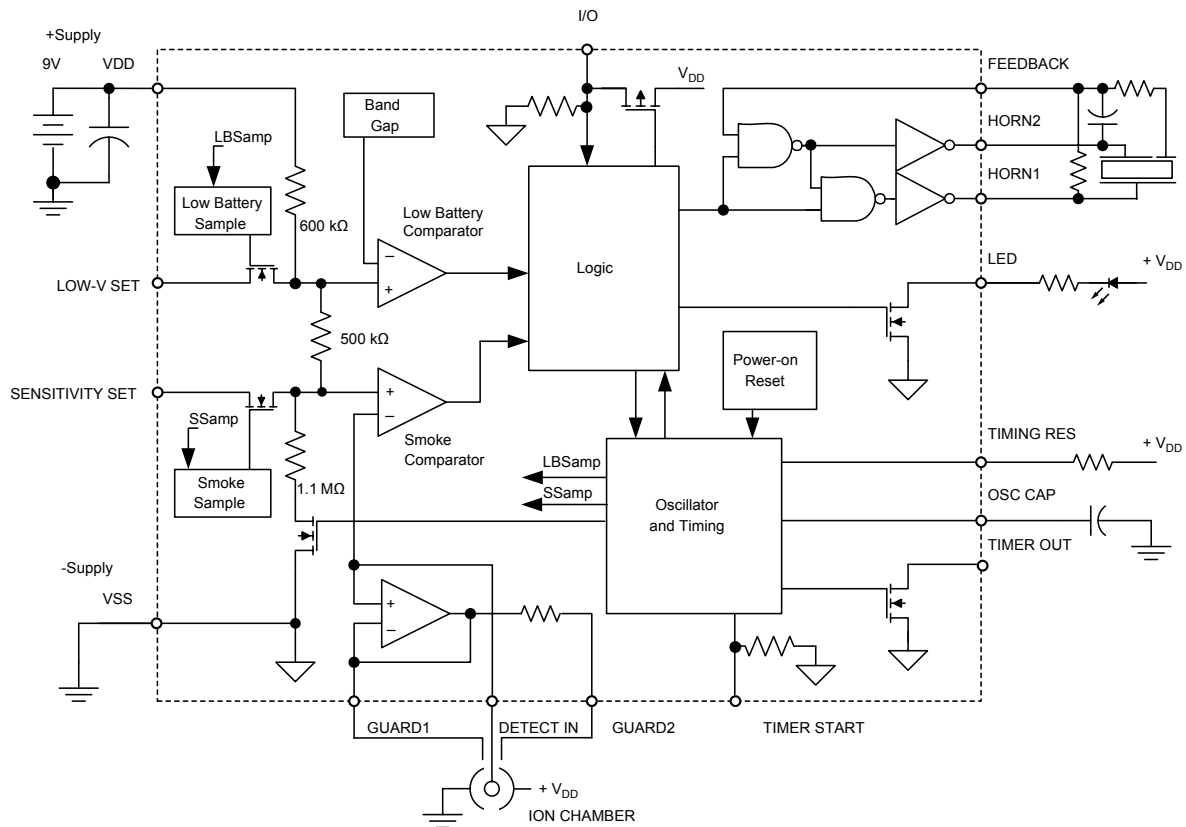 I/O
+Supply
9V
VDD
FEEDBACK
HORN2
HORN1
LED
+ VDD
VDD
Band
Gap
LBSamp
Low Battery
Sample
600 kΩ
Low Battery
Comparator
−
+
LOW-V SET
Logic
500 kΩ
Power-on
Reset
SENSITIVITY SET
SSamp
+
−
Smoke
Comparator
Smoke
Sample
1.1 MΩ
LBSamp
SSamp
Oscillator
and Timing
TIMING RES
+ VDD
OSC CAP
TIMER OUT
-Supply
VSS
+
−
GUARD1
DETECT IN
GUARD2
TIMER START
+ VDD
ION CHAMBER